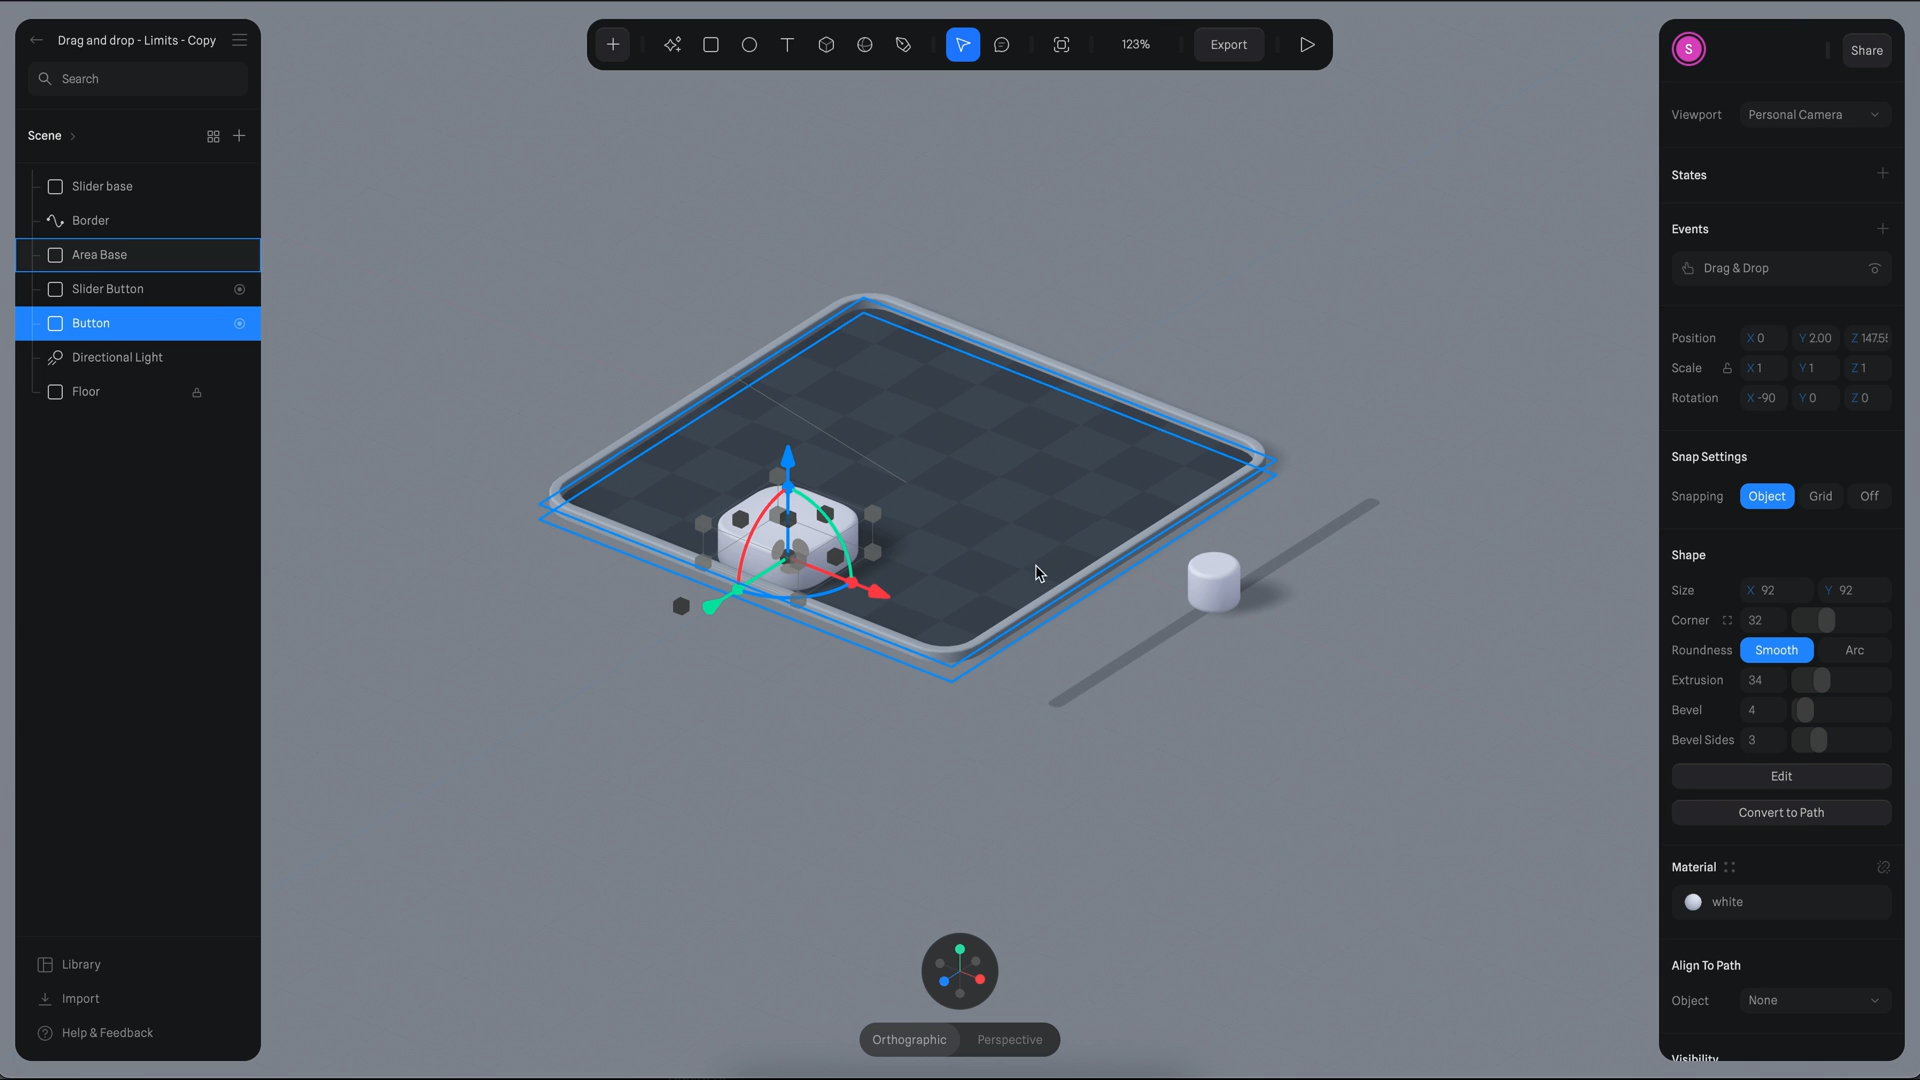 Drag and drop - Limits - Copy
Search
Scene
Slider base
Border
Area Base
Slider Button
Button
Directional Light
Floor
Library
Import
Help & Feedback
T
123%
Export
Orthographic
Perspective
S
Share
Viewport
Personal Camera
States
Events
Drag & Drop
Position X 0 Y 2.00 Z 147.5
Scale X 1 Y 1 Z 1
Rotation X -90 Y 0 Z 0
Snap Settings
Snapping Object Grid Off
Shape
Size X 92 Y 92
Corner 32
Roundness Smooth Arc
Extrusion 34
Bevel 4
Bevel Sides 3
Edit
Convert to Path
Material
white
Align To Path
Object None
Visibility